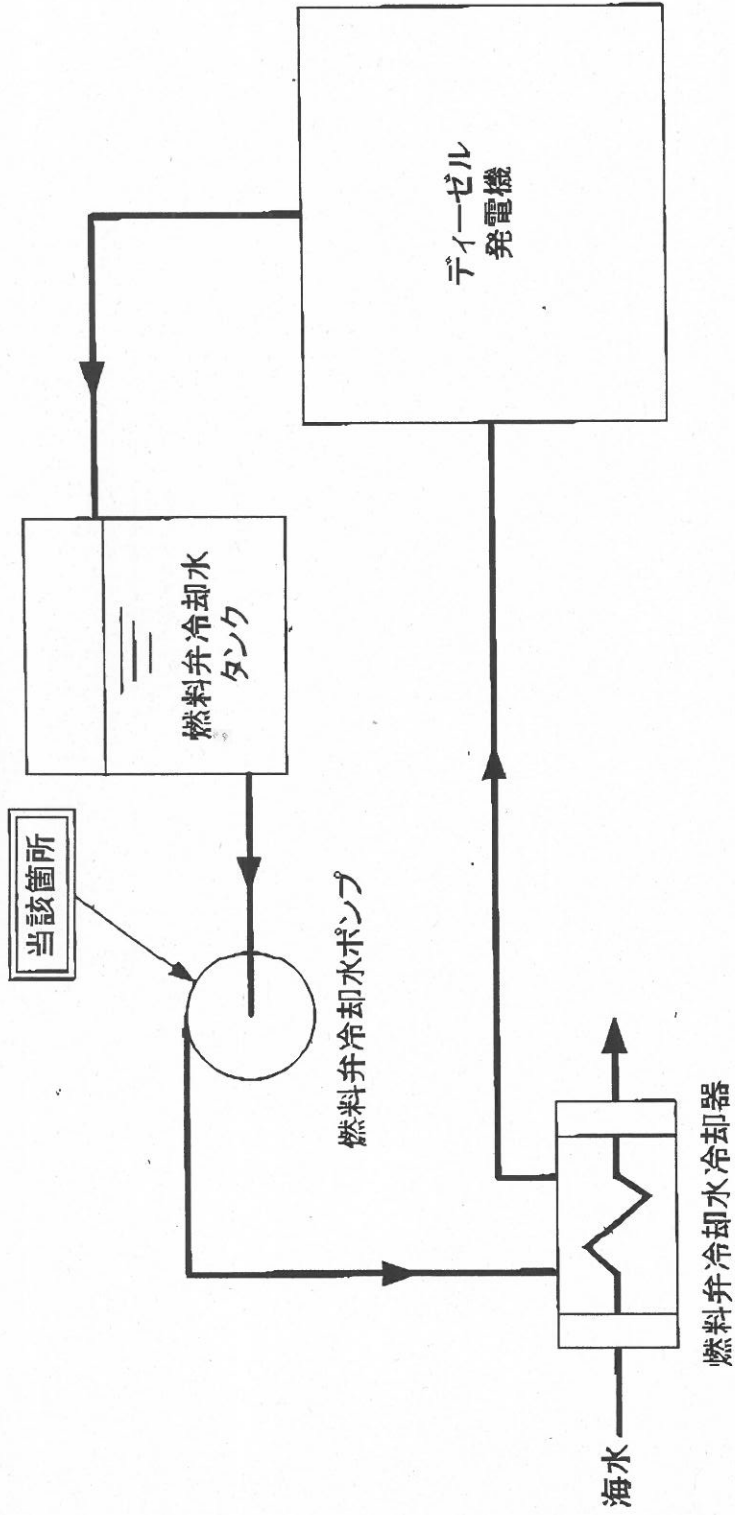 当該箇所
燃料弁冷却水
タンク
燃料弁冷却水ポンプ
ディーゼル
発電機
海水
燃料弁冷却水冷却器